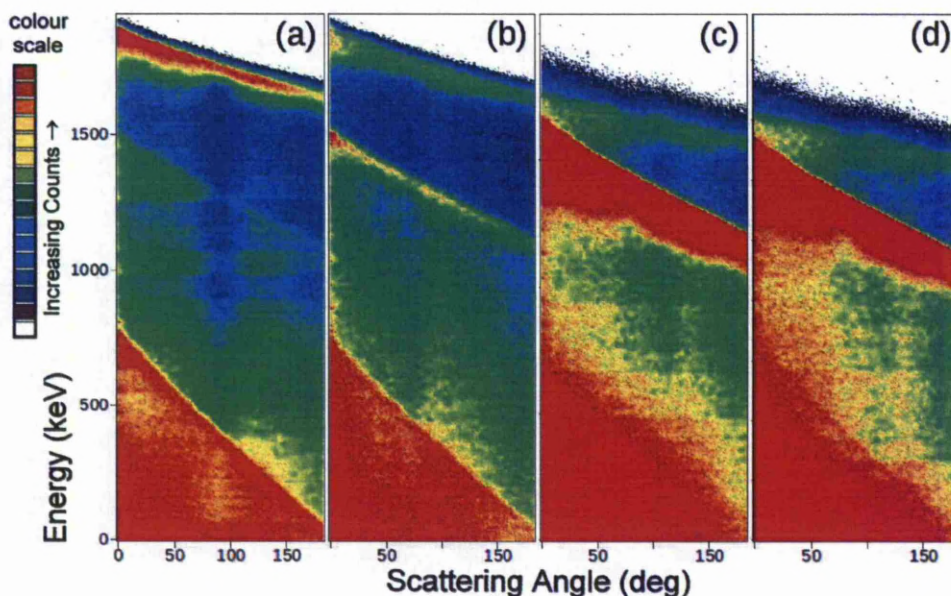 colour
scale
Increasing Counts →
Energy (keV)
1500
1000
500
0
(a)
(b)
(c)
(d)
0 50 100 150
50 150
50 150
50 150
Scattering Angle (deg)